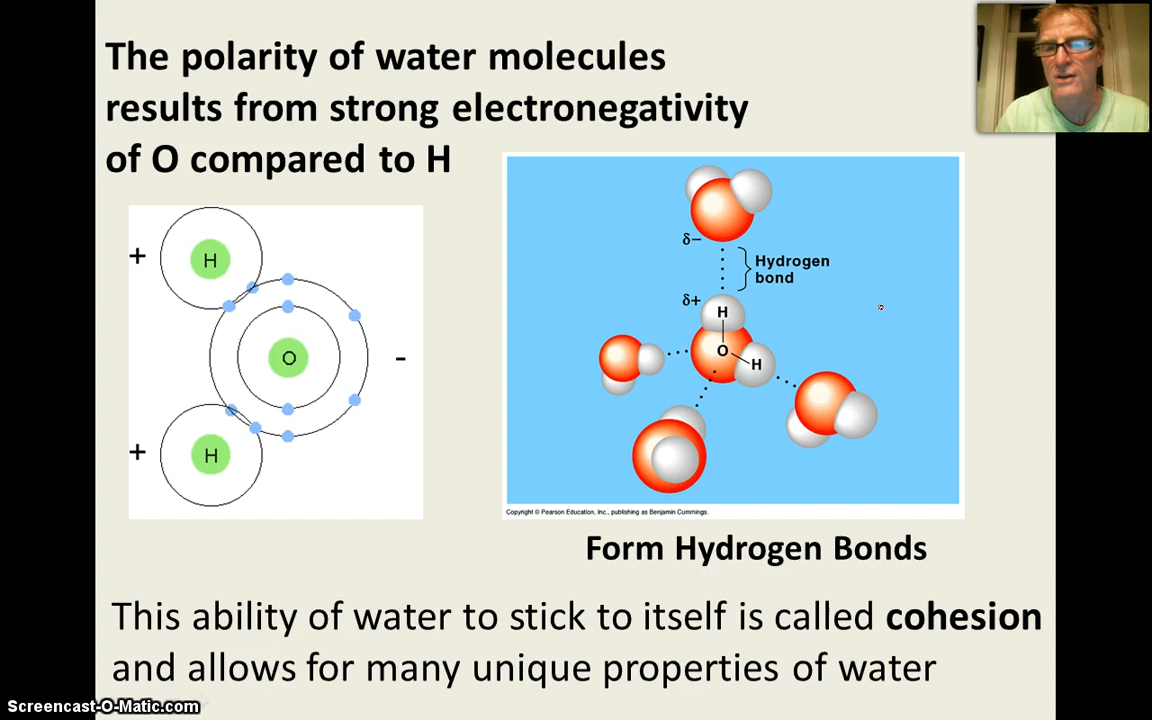 The polarity of water molecules
results from strong electronegativity
of O compared to H
+
H
O
-
H
+
δ–
Hydrogen
bond
δ+
H
O
H
Copyright © Pearson Education, Inc., publishing as Benjamin Cummings.
Form Hydrogen Bonds
This ability of water to stick to itself is called cohesion
and allows for many unique properties of water
Screencast-O-Matic.com